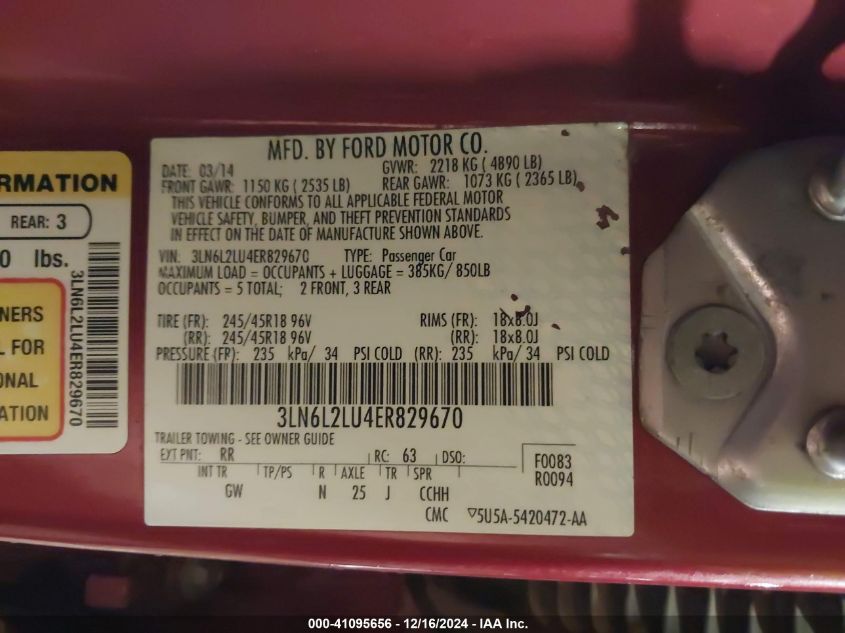 MFD. BY FORD MOTOR CO.
DATE: 03/14 GVWR: 2218 KG ( 4890 LB)
FRONT GAWR: 1150 KG ( 2535 LB) REAR GAWR: 1073 KG ( 2365 LB)
THIS VEHICLE CONFORMS TO ALL APPLICABLE FEDERAL MOTOR
VEHICLE SAFETY, BUMPER, AND THEFT PREVENTION STANDARDS
IN EFFECT ON THE DATE OF MANUFACTURE SHOWN ABOVE.
VIN: 3LN6L2LU4ER829670 TYPE: Passenger Car
MAXIMUM LOAD = OCCUPANTS + LUGGAGE = 385KG/ 850LB
OCCUPANTS = 5 TOTAL; 2 FRONT, 3 REAR
TIRE (FR): 245/45R18 96V RIMS (FR): 18x8.0J
(RR): 245/45R18 96V (RR): 18x8.0J
PRESSURE (FR): 235 kPa/ 34 PSI COLD (RR): 235 kPa/ 34 PSI COLD
3LN6L2LU4ER829670
TRAILER TOWING - SEE OWNER GUIDE
EXT PNT: RR RC: 63 DSO:
F0083
R0094
INT TR TP/PS R AXLE TR SPR
GW N 25 J CCHH
CMC ▽5U5A-5420472-AA
RMATION
REAR: 3
0 lbs.
NERS
L FOR
ONAL
ATION
3LN6L2LU4ER829670
000-41095656 - 12/16/2024 - IAA Inc.